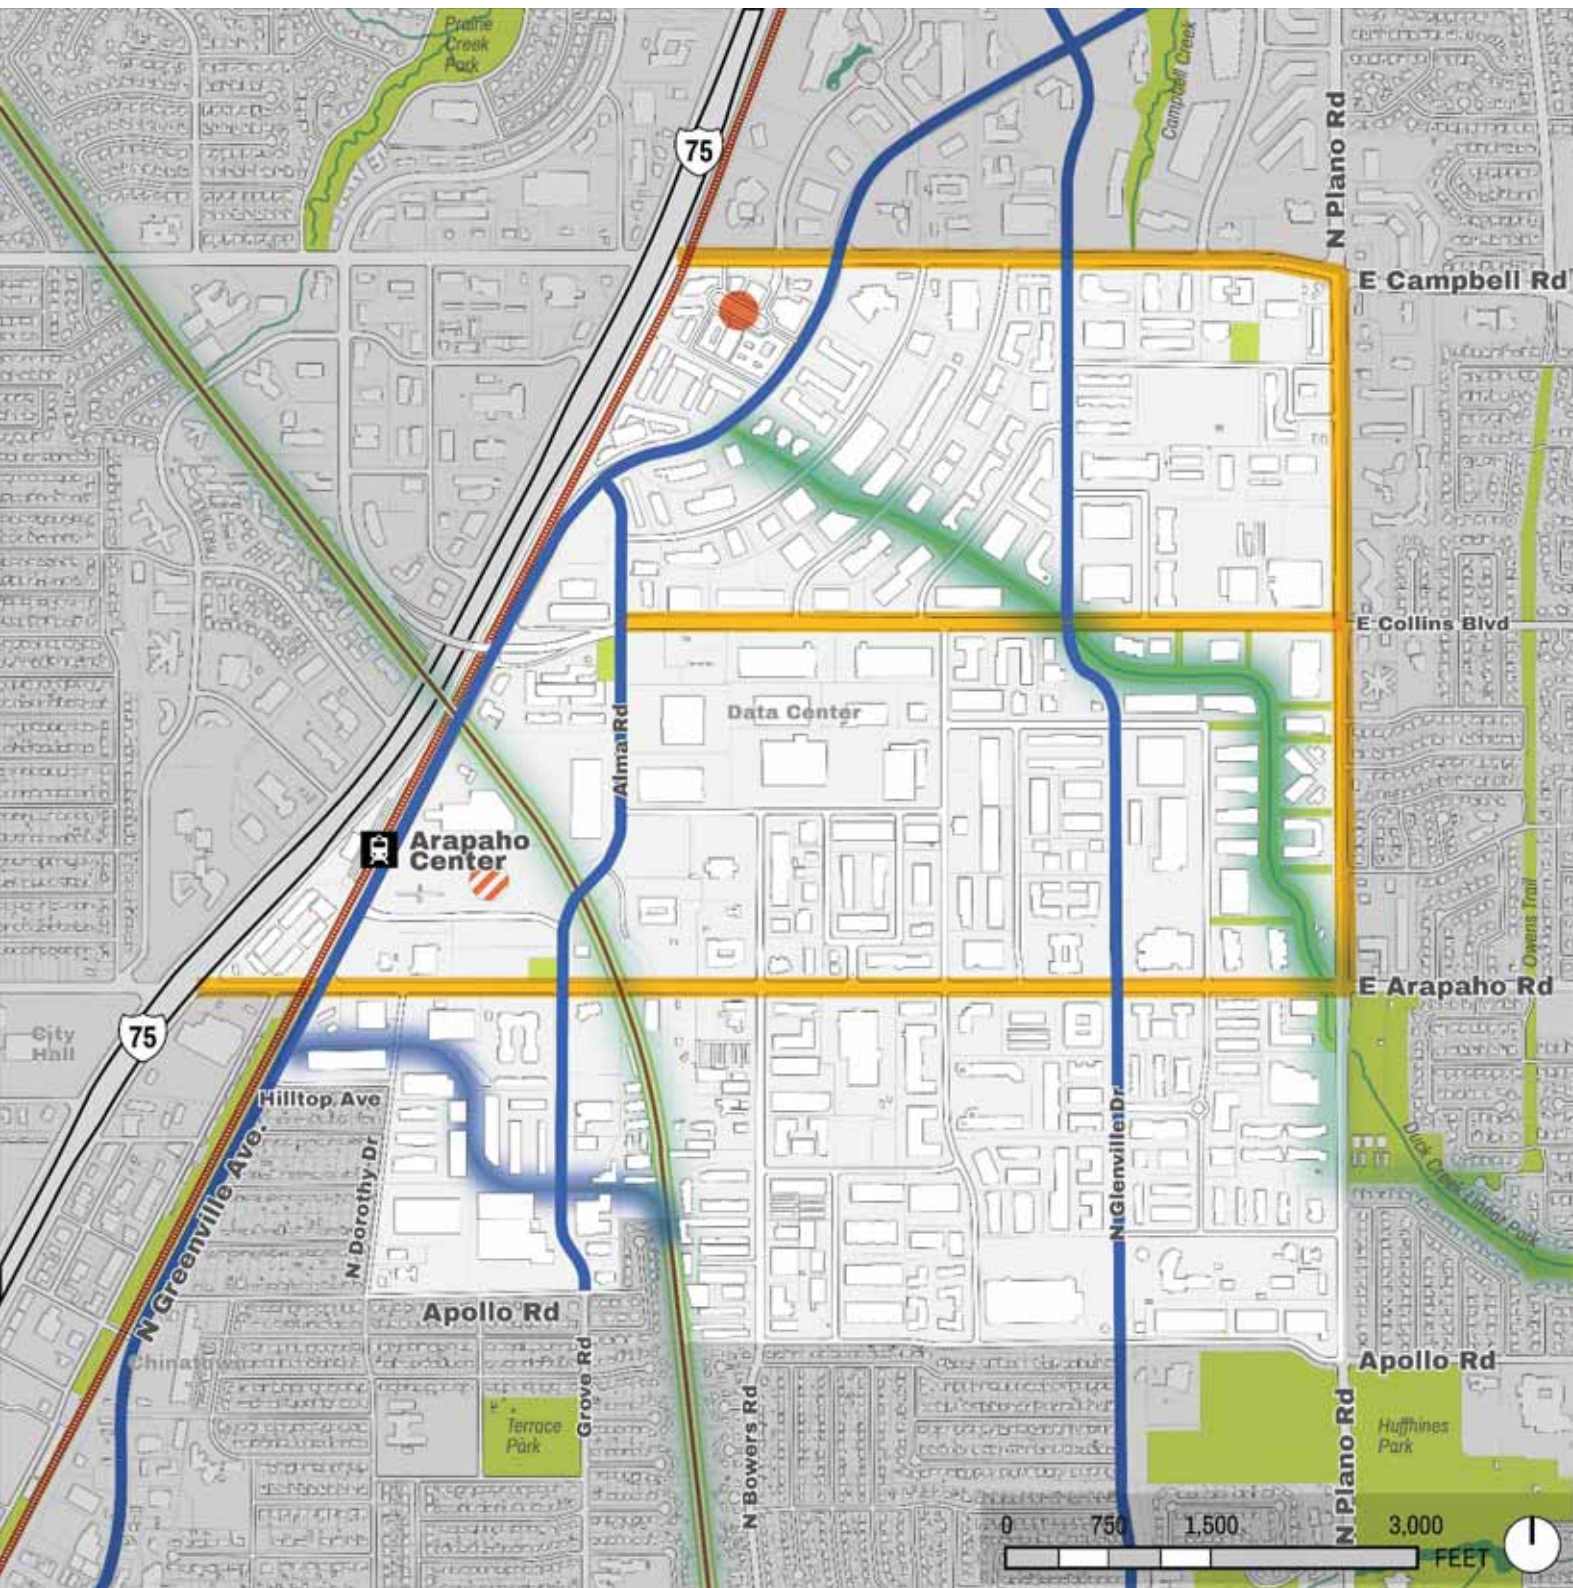 Prairie
Creek
Park
Campbell Creek
N Plano Rd
75
E Campbell Rd
E Collins Blvd
Data Center
Alma Rd
Arapaho
Center
Owens Trail
E Arapaho Rd
City
Hall
75
Hilltop Ave
N Greenville Ave.
N Dorothy Dr
N Glenville Dr
Duck Creek Linear Park
Apollo Rd
Chinatown
Grove Rd
Apollo Rd
Terrace
Park
N Bowers Rd
N Plano Rd
Huffhines
Park
0 750 1,500 3,000
FEET